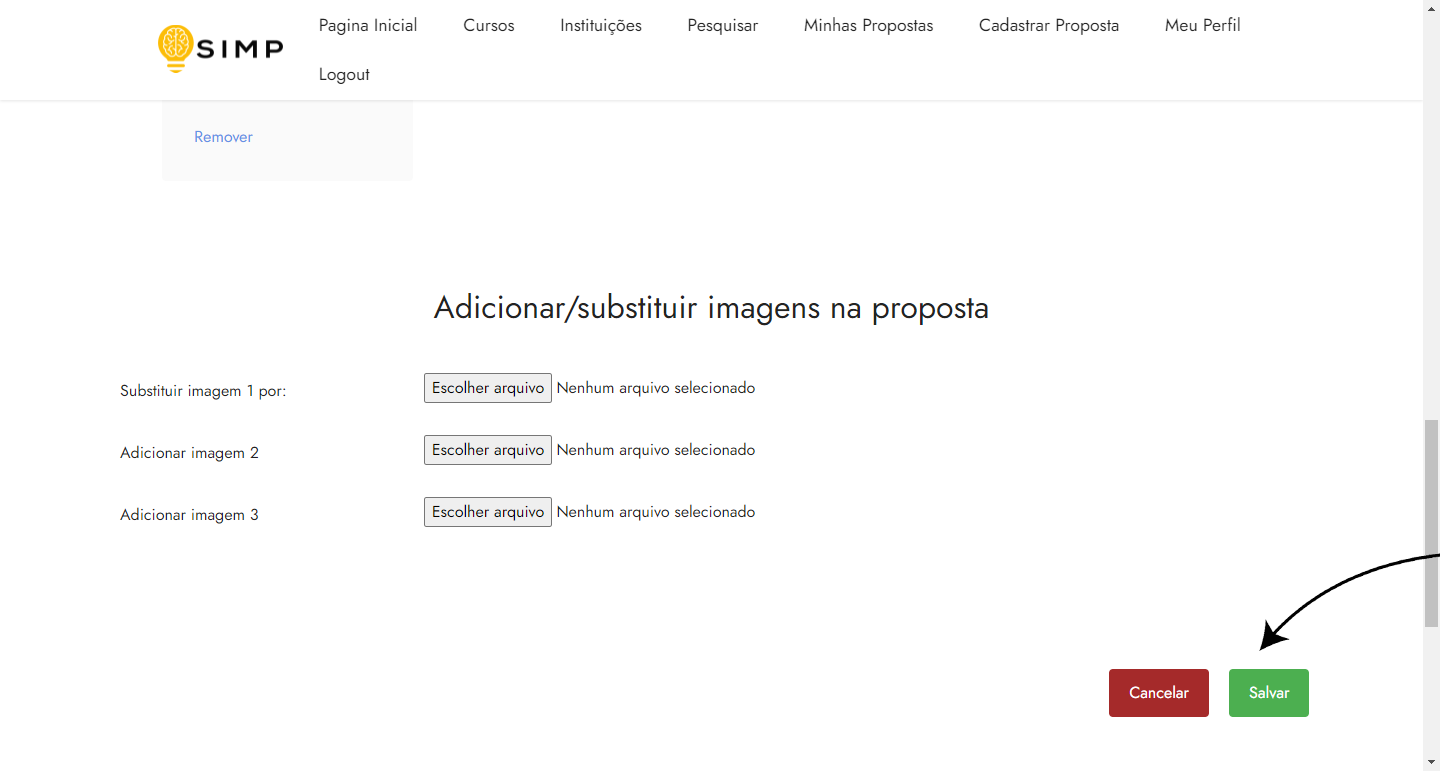 SIMP
Pagina Inicial Cursos Instituições Pesquisar Minhas Propostas Cadastrar Proposta Meu Perfil
Logout
Remover
Adicionar/substituir imagens na proposta
Substituir imagem 1 por: Escolher arquivo Nenhum arquivo selecionado
Adicionar imagem 2 Escolher arquivo Nenhum arquivo selecionado
Adicionar imagem 3 Escolher arquivo Nenhum arquivo selecionado
Cancelar Salvar